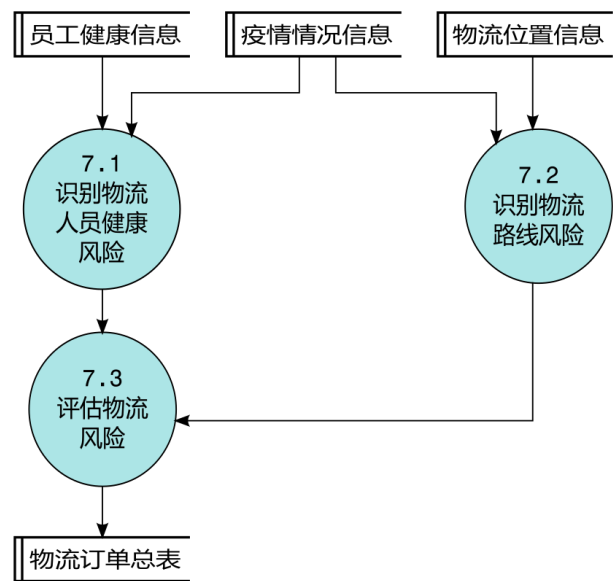 员工健康信息
疫情情况信息
物流位置信息
7.1
识别物流
人员健康
风险
7.2
识别物流
路线风险
7.3
评估物流
风险
物流订单总表